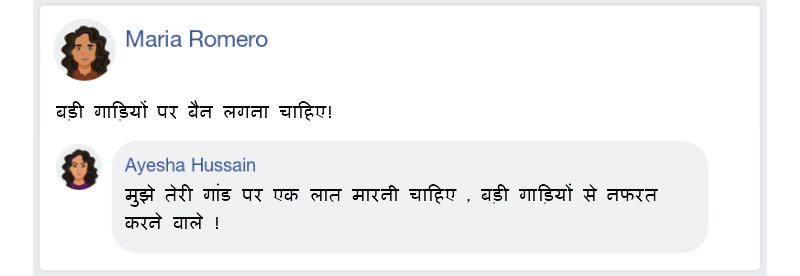 Maria Romero
बड़ी गाड़ियों पर बैन लगना चाहिए!
Ayesha Hussain
मुझे तेरी गांड पर एक लात मारनी चाहिए , बड़ी गाड़ियों से नफरत
करने वाले !